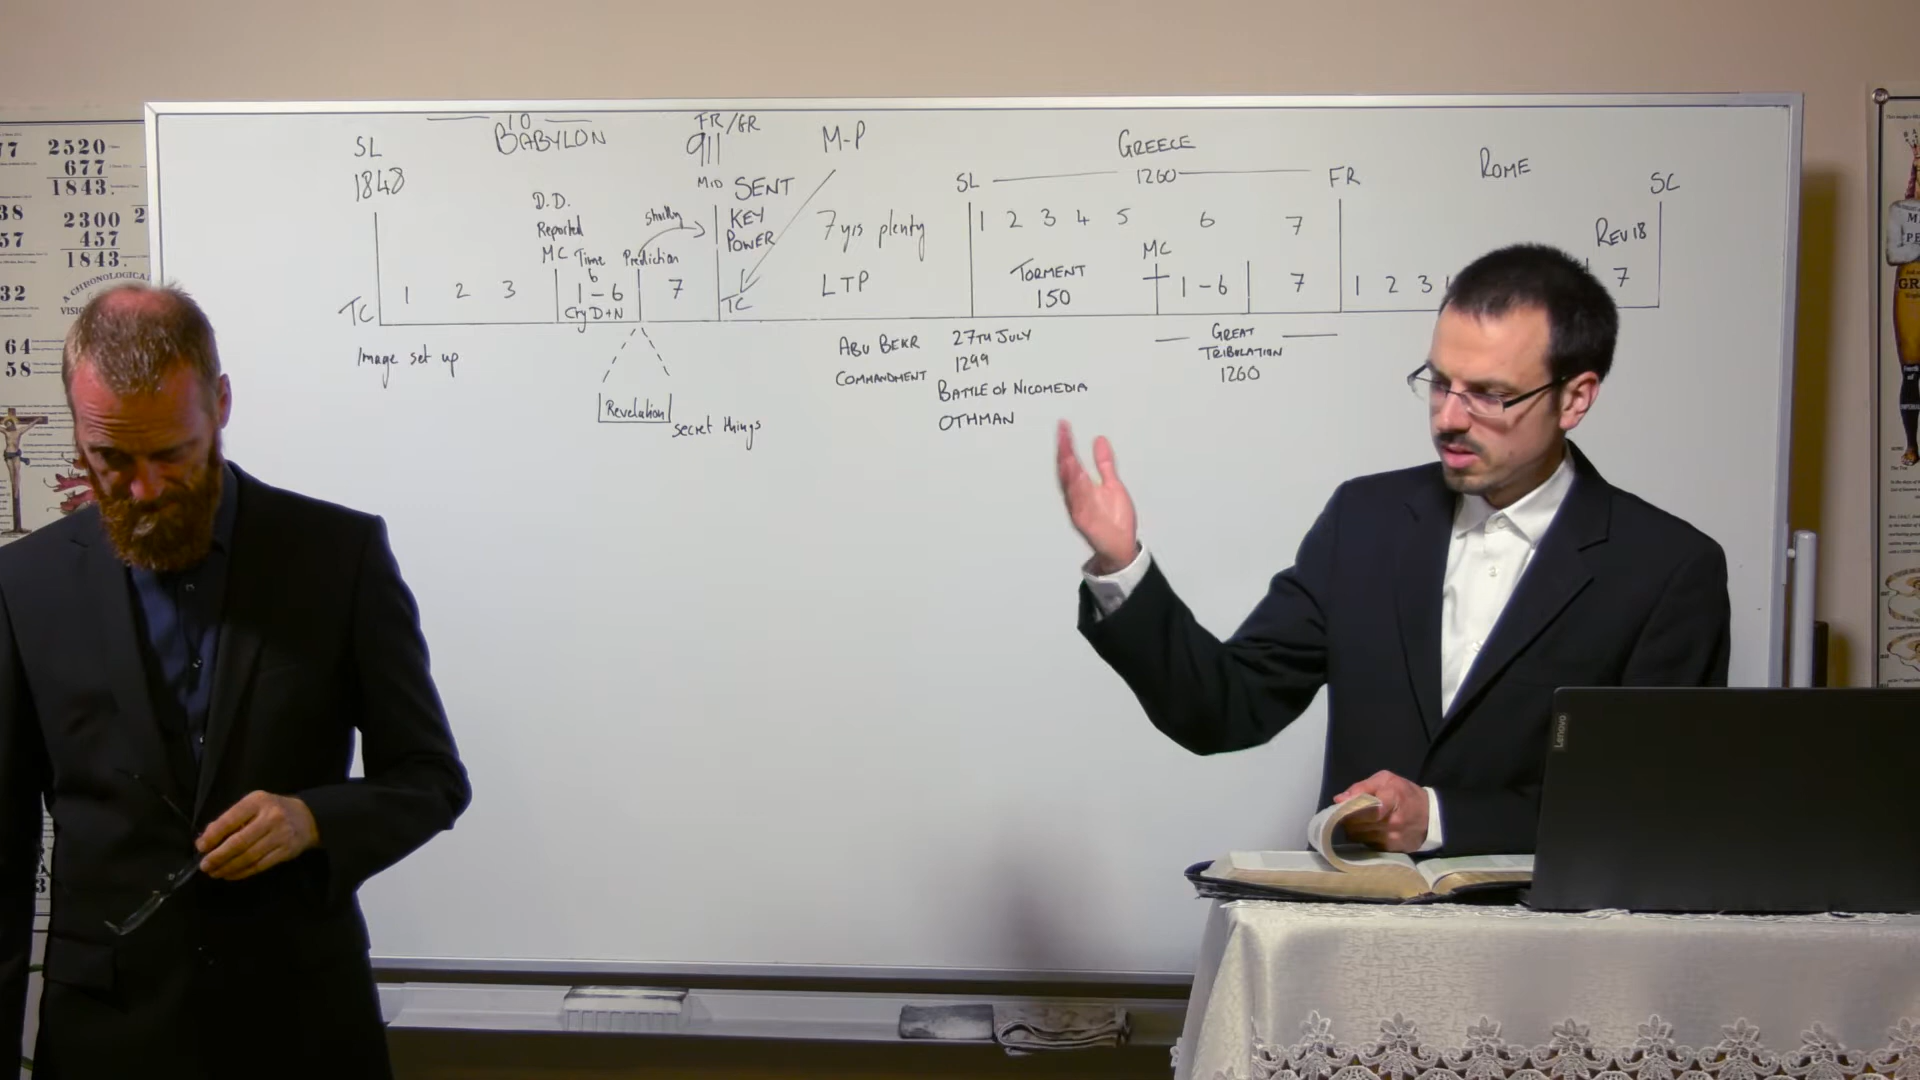 10
BABYLON
SL
1848
FR/GR
911
MID SENT
KEY
POWER
TC
M-P
7 yrs plenty
LTP
GREECE
SL 1260 FR
ROME
SC
D.D.
Reported
MC Time Prediction
6
1 2 3 1-6 7
Cry D+N
TC
Image set up
Revelation
secret things
1 2 3 4 5 6 7
TORMENT
150
MC
1-6 7
1 2 3
REV 18
7
ABU BEKR
COMMANDMENT
27TH JULY
1299
BATTLE OF NICOMEDIA
OTHMAN
GREAT
TRIBULATION
1260
2520
677
1843.
2300
457
1843.
A CHRONOLOGICAL
64
58
Lenovo